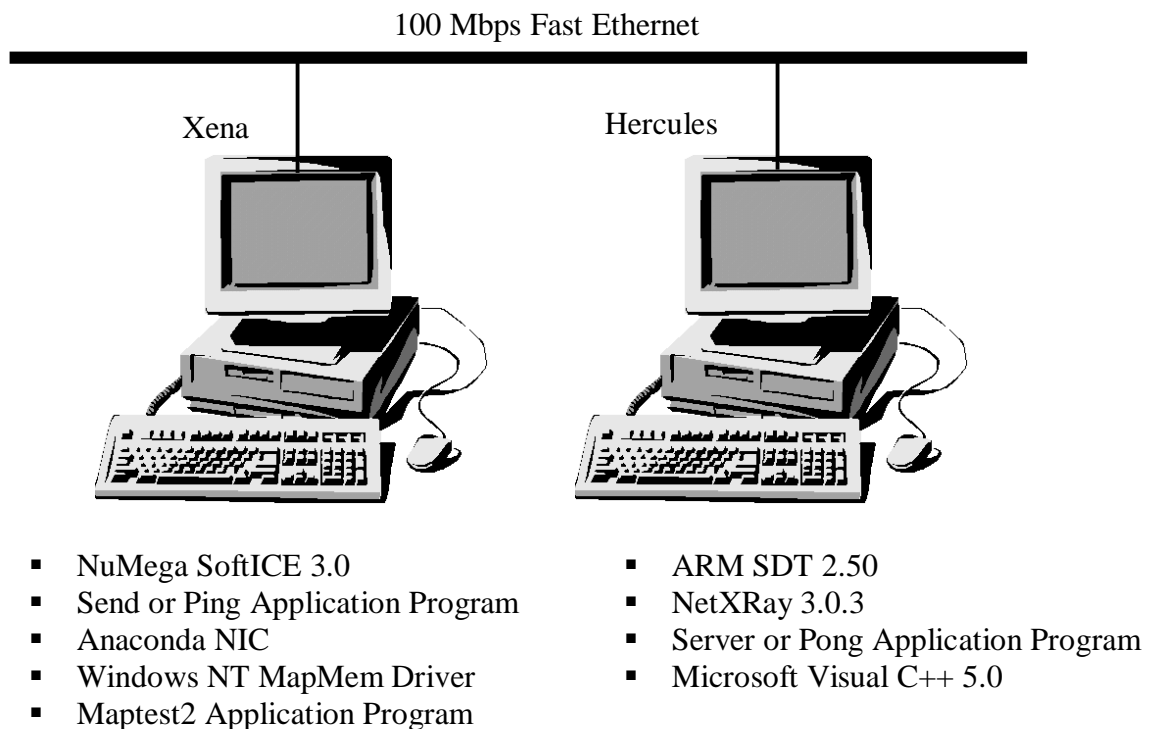 100 Mbps Fast Ethernet
Xena
Hercules
▪ NuMega SoftICE 3.0
▪ Send or Ping Application Program
▪ Anaconda NIC
▪ Windows NT MapMem Driver
▪ Maptest2 Application Program
▪ ARM SDT 2.50
▪ NetXRay 3.0.3
▪ Server or Pong Application Program
▪ Microsoft Visual C++ 5.0